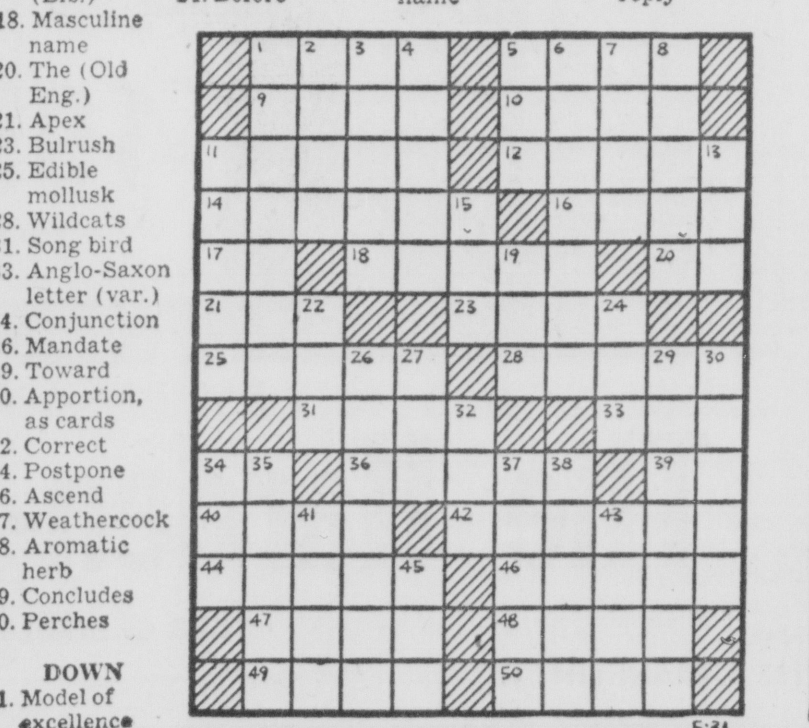 18. Masculine
name
20. The (Old
Eng.)
21. Apex
23. Bulrush
25. Edible
mollusk
28. Wildcats
31. Song bird
33. Anglo-Saxon
letter (var.)
4. Conjunction
6. Mandate
9. Toward
0. Apportion,
as cards
2. Correct
4. Postpone
6. Ascend
7. Weathercock
8. Aromatic
herb
9. Concludes
0. Perches
DOWN
1. Model of
excellence
name
1 2 3 4 5 6 7 8
9 10
11 12 13
14 15 16
17 18 19 20
21 22 23 24
25 26 27 28 29 30
31 32 33
34 35 36 37 38 39
40 41 42 43
44 45 46
47 48
49 50